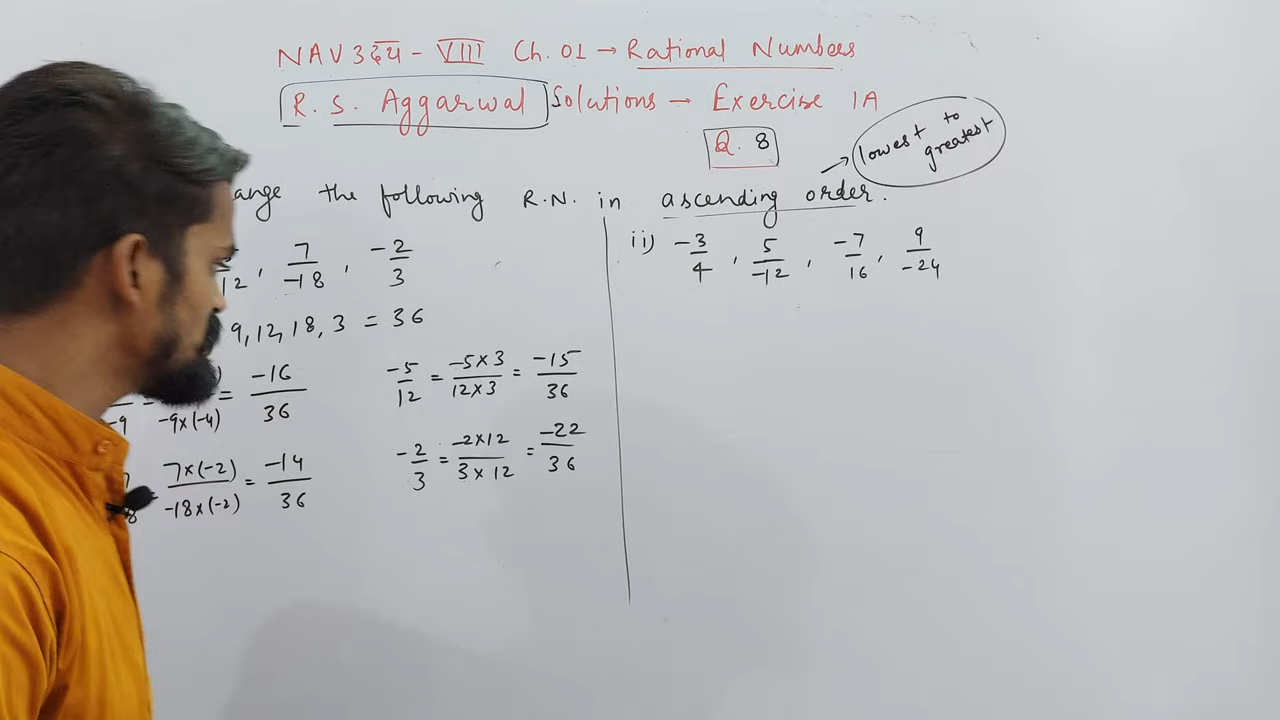 NAV उदय - VIII Ch. 01 → Rational Numbers
R. S. Aggarwal Solutions → Exercise 1A
Q. 8
lowest to greatest
the following R.N. in ascending order.
, 7/-18 , -2/3
9, 12, 18, 3 = 36
= -16/36
-9×(-4)
-5/12 = -5×3/12×3 = -15/36
7×(-2)/-18×(-2) = -14/36
-2/3 = -2×12/3×12 = -22/36
ii) -3/4 , 5/-12 , -7/16 , 9/-24